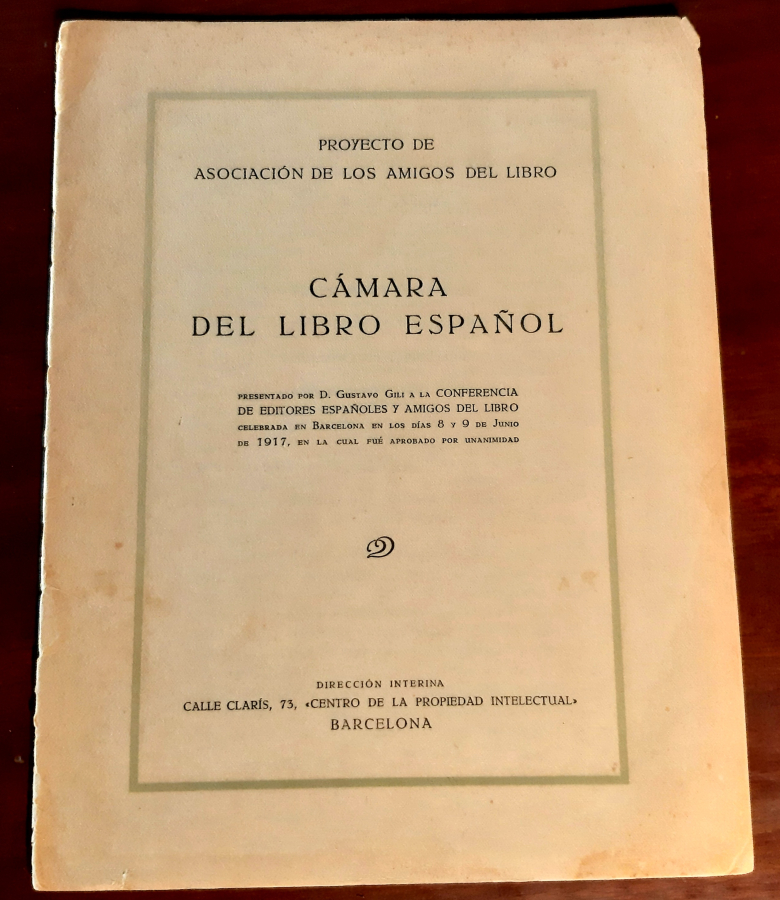 PROYECTO DE
ASOCIACIÓN DE LOS AMIGOS DEL LIBRO
CÁMARA
DEL LIBRO ESPAÑOL
PRESENTADO POR D. GUSTAVO GILI A LA CONFERENCIA
DE EDITORES ESPAÑOLES Y AMIGOS DEL LIBRO
CELEBRADA EN BARCELONA EN LOS DÍAS 8 Y 9 DE JUNIO
DE 1917, EN LA CUAL FUÉ APROBADO POR UNANIMIDAD
DIRECCIÓN INTERINA
CALLE CLARÍS, 73, «CENTRO DE LA PROPIEDAD INTELECTUAL»
BARCELONA